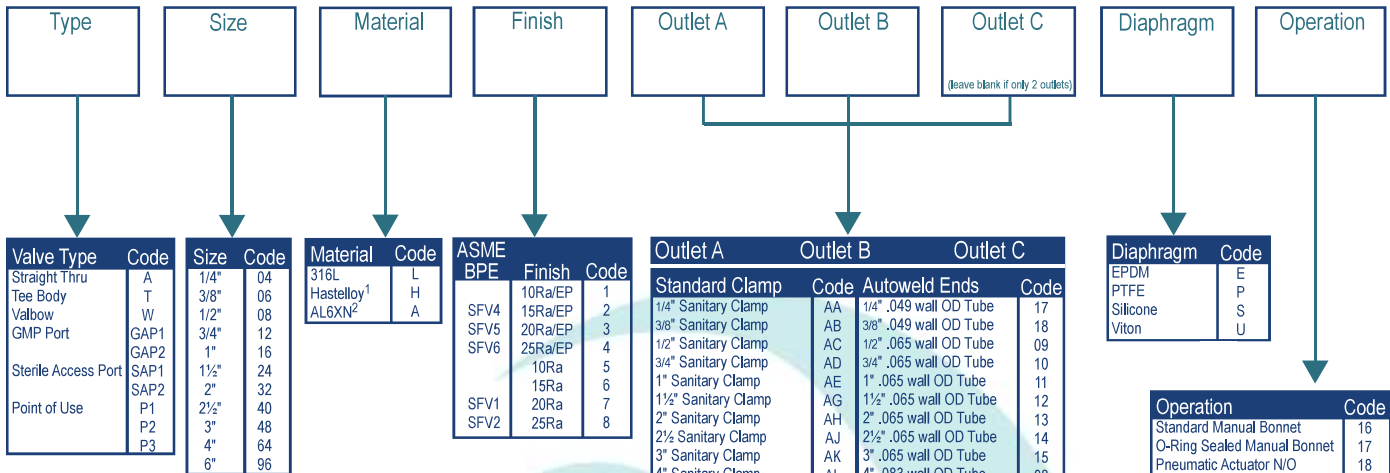 Type Size Material Finish Outlet A Outlet B Outlet C Diaphragm Operation
(leave blank if only 2 outlets)
Valve Type Code
Straight Thru A
Tee Body T
Valbow W
GMP Port GAP1
GAP2
Sterile Access Port SAP1
SAP2
Point of Use P1
P2
P3
Size Code
1/4" 04
3/8" 06
1/2" 08
3/4" 12
1" 16
1½" 24
2" 32
2½" 40
3" 48
4" 64
6" 96
Material Code
316L L
Hastelloy¹ H
AL6XN² A
ASME
BPE Finish Code
10Ra/EP 1
SFV4 15Ra/EP 2
SFV5 20Ra/EP 3
SFV6 25Ra/EP 4
10Ra 5
15Ra 6
SFV1 20Ra 7
SFV2 25Ra 8
Outlet A Outlet B Outlet C
Standard Clamp Code Autoweld Ends Code
1/4" Sanitary Clamp AA 1/4" .049 wall OD Tube 17
3/8" Sanitary Clamp AB 3/8" .049 wall OD Tube 18
1/2" Sanitary Clamp AC 1/2" .065 wall OD Tube 09
3/4" Sanitary Clamp AD 3/4" .065 wall OD Tube 10
1" Sanitary Clamp AE 1" .065 wall OD Tube 11
1½" Sanitary Clamp AG 1½" .065 wall OD Tube 12
2" Sanitary Clamp AH 2" .065 wall OD Tube 13
2½ Sanitary Clamp AJ 2½" .065 wall OD Tube 14
3" Sanitary Clamp AK 3" .065 wall OD Tube 15
4" Sanitary Clamp 4" .083 wall OD Tube
Diaphragm Code
EPDM E
PTFE P
Silicone S
Viton U
Operation Code
Standard Manual Bonnet 16
O-Ring Sealed Manual Bonnet 17
Pneumatic Actuator N/O 18